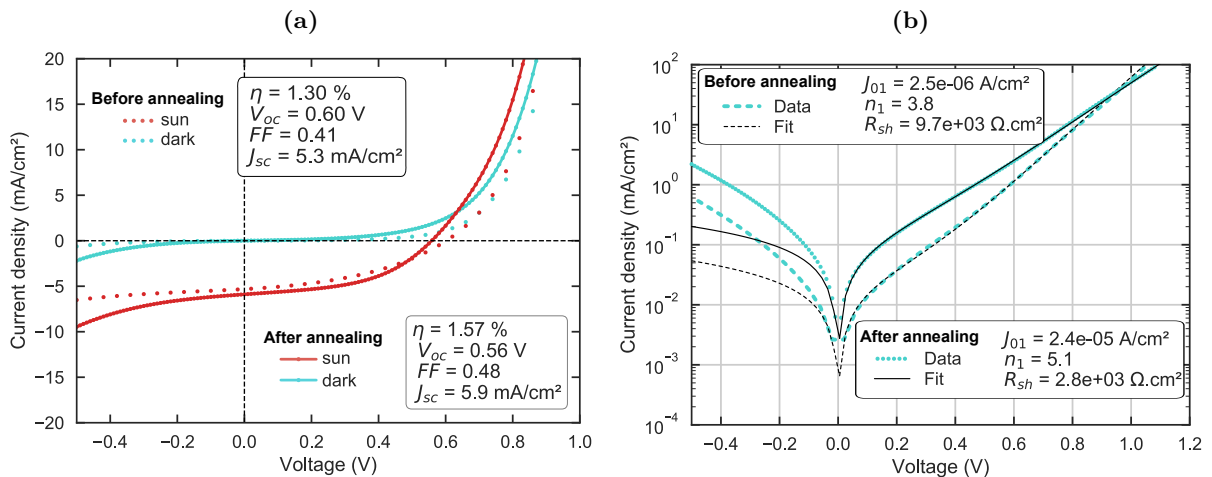 (a)
20
15
10
5
0
−5
−10
−15
−20
Current density (mA/cm²)
−0.4
−0.2
0.0
0.2
0.4
0.6
0.8
1.0
Voltage (V)
Before annealing
sun
dark
η = 1.30 %
V_oc = 0.60 V
FF = 0.41
J_sc = 5.3 mA/cm²
After annealing
sun
dark
η = 1.57 %
V_oc = 0.56 V
FF = 0.48
J_sc = 5.9 mA/cm²
(b)
10²
10¹
10⁰
10⁻¹
10⁻²
10⁻³
10⁻⁴
Current density (mA/cm²)
−0.4
−0.2
0.0
0.2
0.4
0.6
0.8
1.0
1.2
Voltage (V)
Before annealing
Data
Fit
J₀₁ = 2.5e-06 A/cm²
n₁ = 3.8
R_sh = 9.7e+03 Ω.cm²
After annealing
Data
Fit
J₀₁ = 2.4e-05 A/cm²
n₁ = 5.1
R_sh = 2.8e+03 Ω.cm²